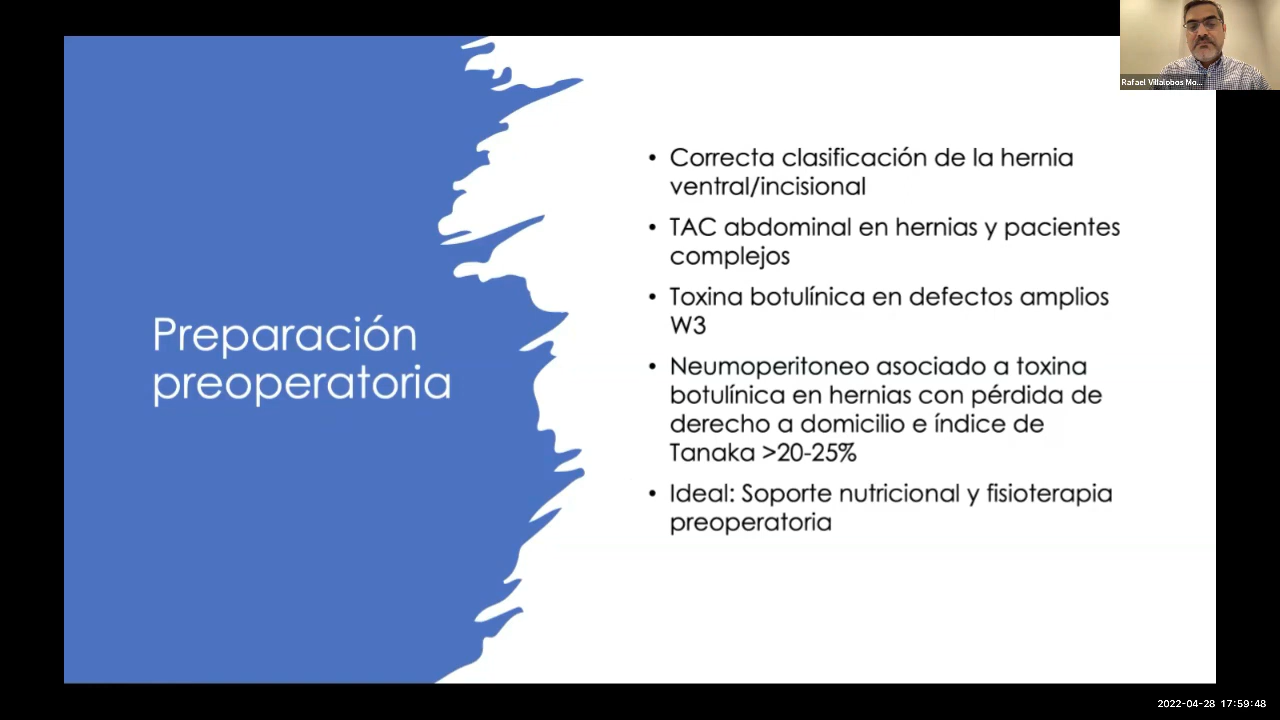 Rafael Villalobos Mo...
Preparación
preoperatoria
• Correcta clasificación de la hernia
ventral/incisional
• TAC abdominal en hernias y pacientes
complejos
• Toxina botulínica en defectos amplios
W3
• Neumoperitoneo asociado a toxina
botulínica en hernias con pérdida de
derecho a domicilio e índice de
Tanaka >20-25%
• Ideal: Soporte nutricional y fisioterapia
preoperatoria
2022-04-28 17:59:48